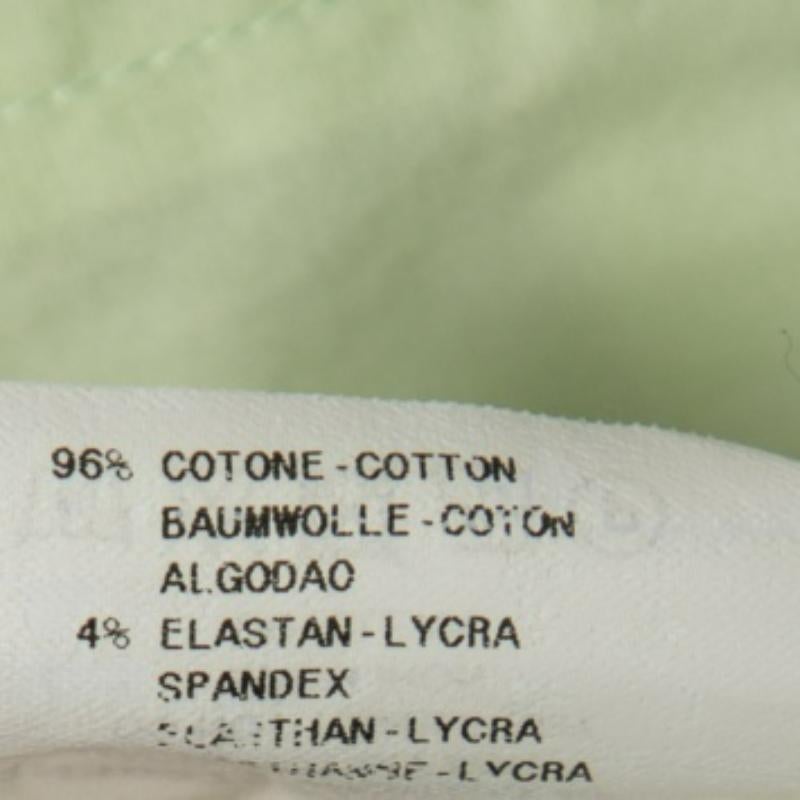 96% COTONE-COTTON
BAUMWOLLE-COTON
ALGODAO
4% ELASTAN-LYCRA
SPANDEX
-LYCRA
-LYCRA